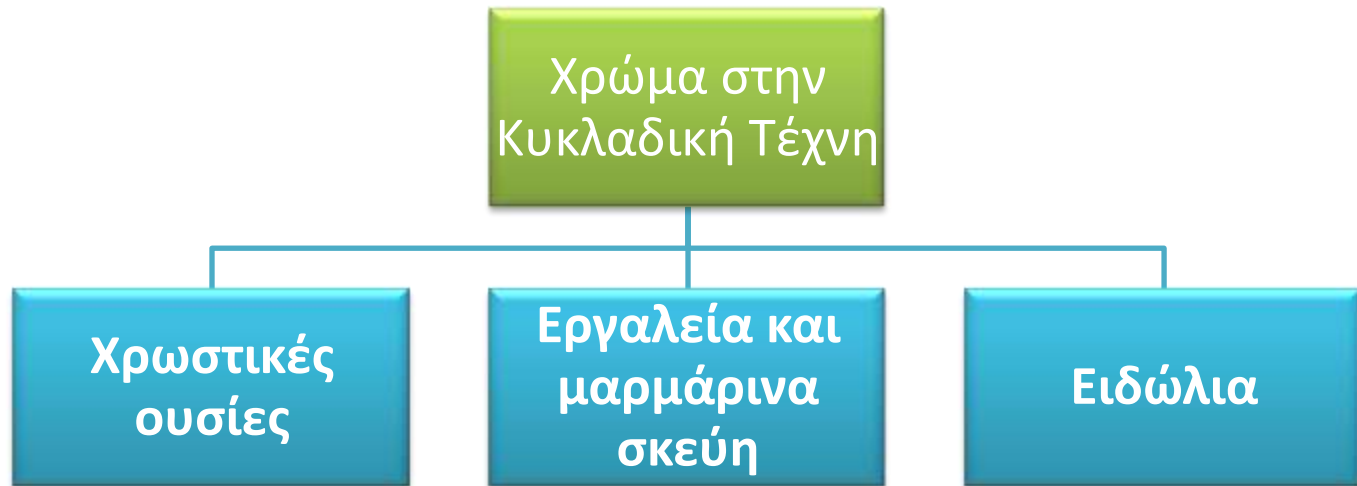 Χρώμα στην
Κυκλαδική Τέχνη
Χρωστικές
ουσίες
Εργαλεία και
μαρμάρινα
σκεύη
Ειδώλια